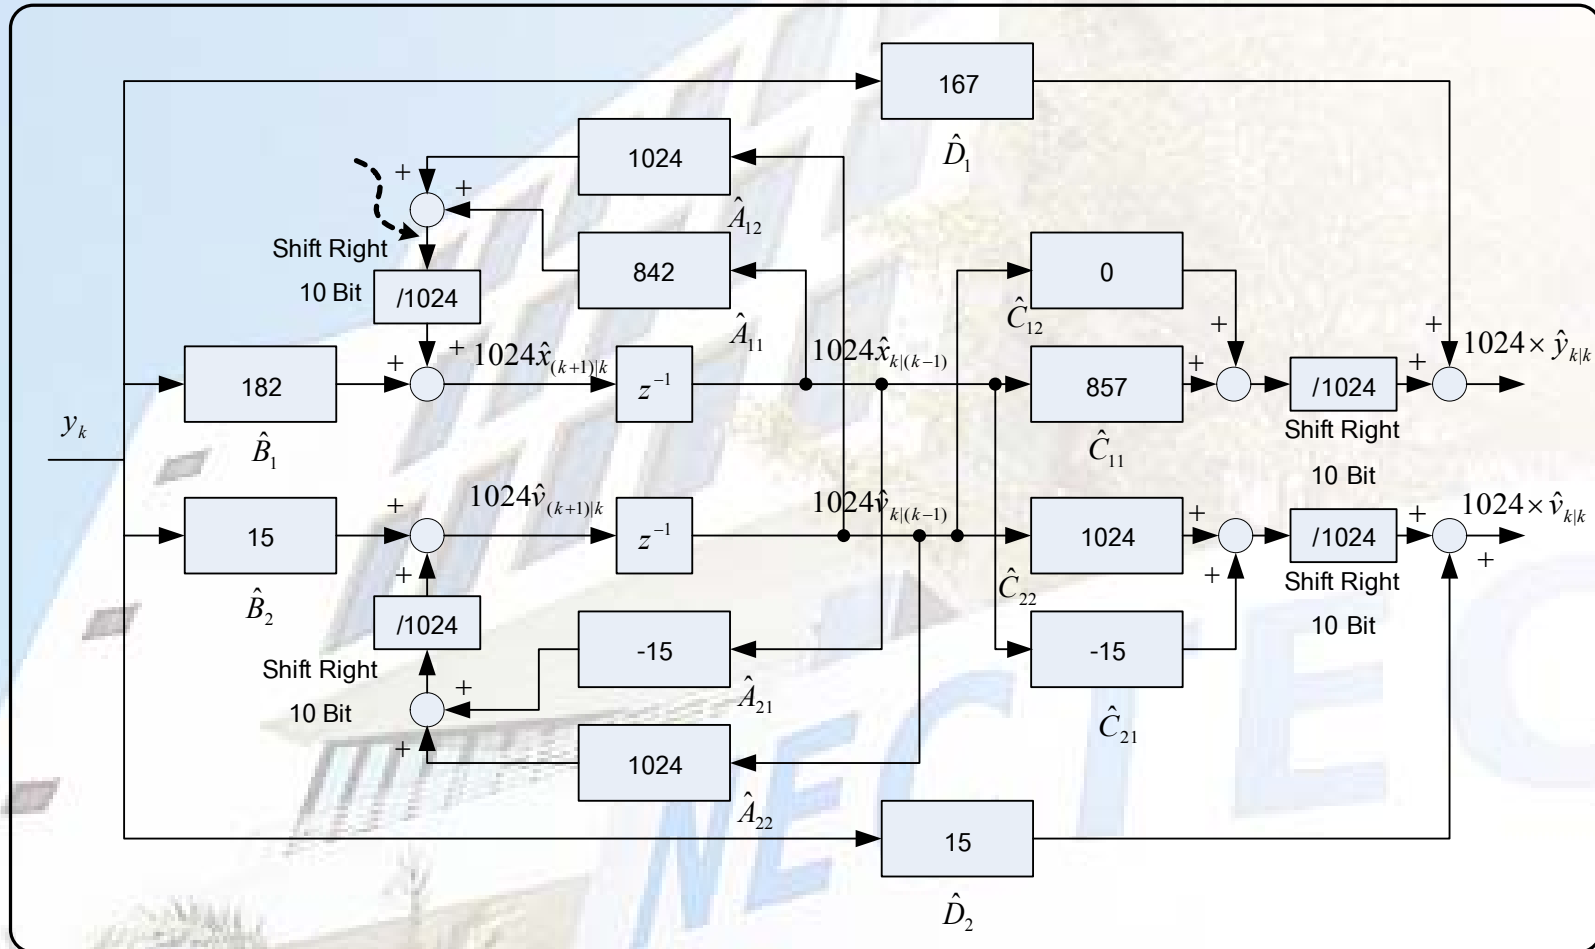 167
D̂₁
1024
Â₁₂
842
Â₁₁
Shift Right
10 Bit
/1024
+
+
+
+
182
B̂₁
1024x̂₍ₖ₊₁₎|ₖ
z⁻¹
1024x̂ₖ|₍ₖ₋₁₎
0
Ĉ₁₂
857
Ĉ₁₁
+
+
/1024
Shift Right
10 Bit
+
+
1024 × ŷₖ|ₖ
yₖ
15
B̂₂
+
+
1024v̂₍ₖ₊₁₎|ₖ
z⁻¹
1024v̂ₖ|₍ₖ₋₁₎
1024
Ĉ₂₂
-15
Ĉ₂₁
+
+
/1024
Shift Right
10 Bit
+
+
1024 × v̂ₖ|ₖ
/1024
Shift Right
10 Bit
+
+
-15
Â₂₁
1024
Â₂₂
15
D̂₂
NECTEC